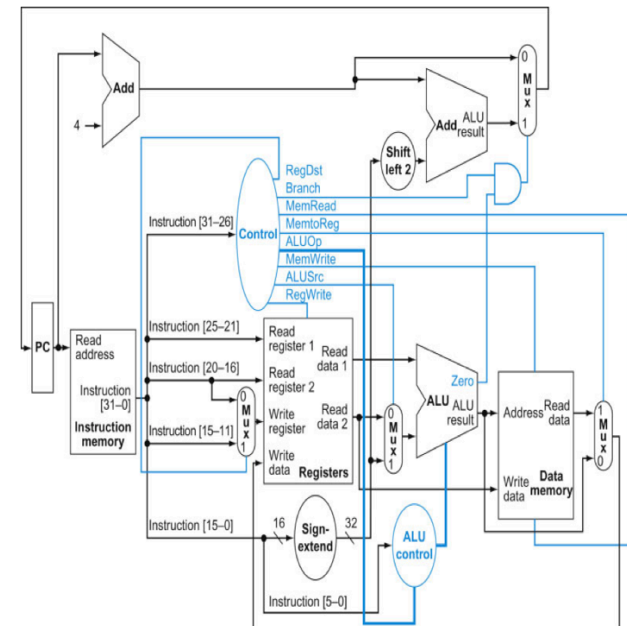 Add
4
Add
ALU
result
0
Mux
1
Shift
left 2
RegDst
Branch
MemRead
MemtoReg
ALUOp
MemWrite
ALUSrc
RegWrite
Control
Instruction [31–26]
Instruction [25–21]
Instruction [20–16]
Instruction [15–11]
Instruction [15–0]
Instruction [5–0]
PC
Read
address
Instruction
[31–0]
Instruction
memory
0
Mux
1
Read
register 1
Read
register 2
Write
register
Write
data
Read
data 1
Read
data 2
Registers
0
Mux
1
Zero
ALU
ALU
result
Address
Read
data
Write
data
Data
memory
1
Mux
0
16
Sign-
extend
32
ALU
control